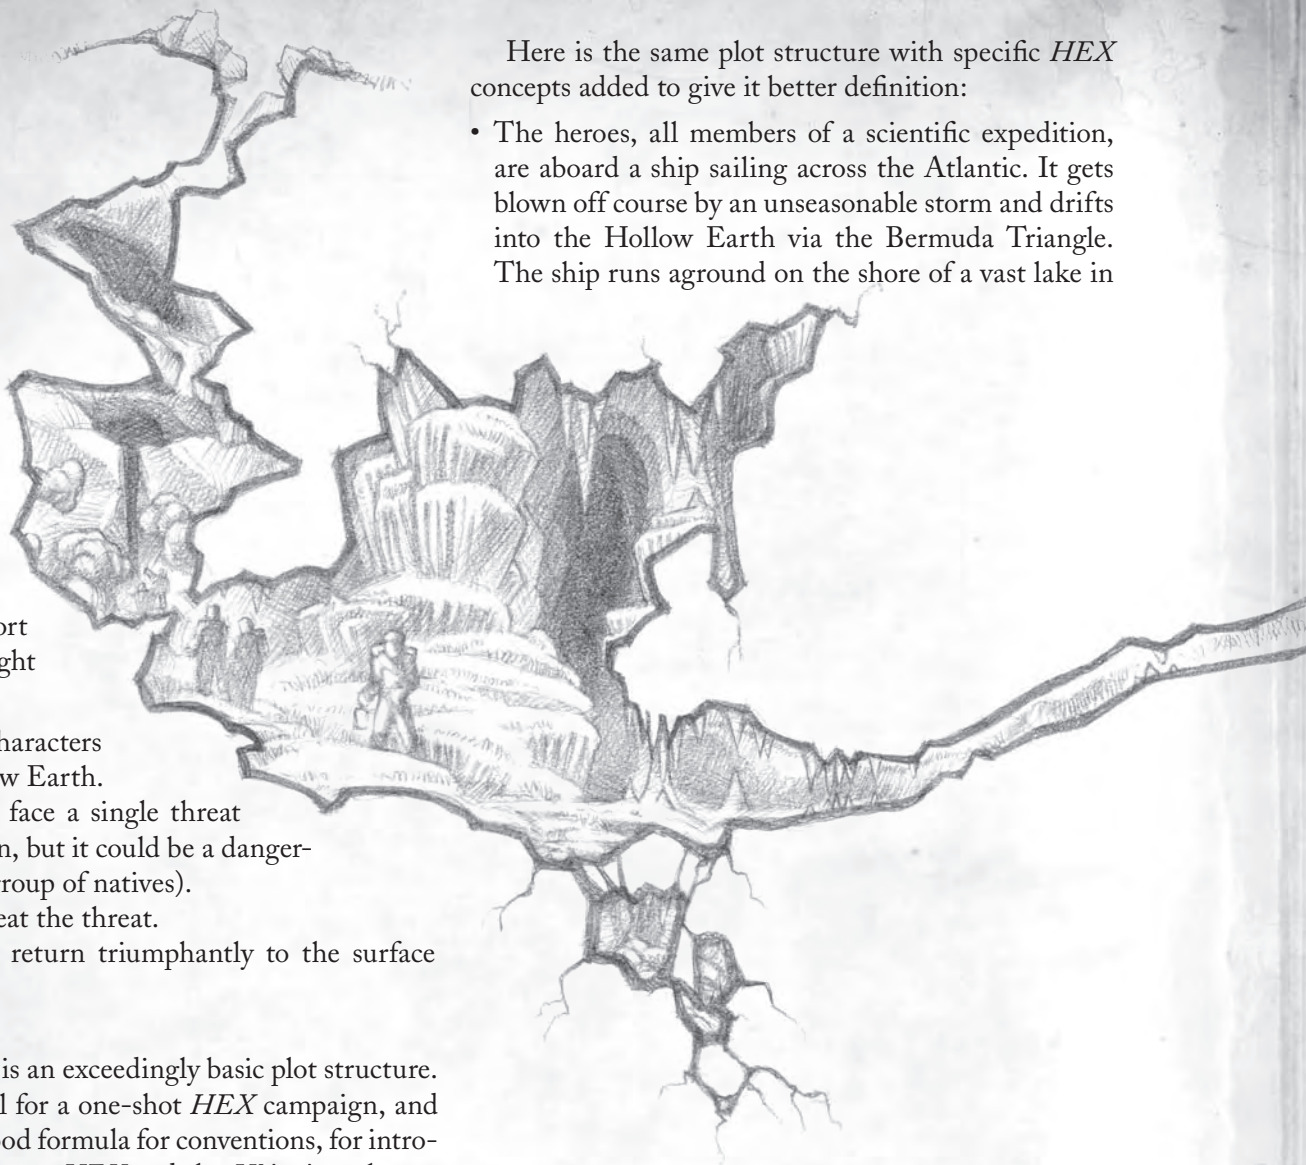 ort
ght
haracters
w Earth.
face a single threat
n, but it could be a danger-
roup of natives).
eat the threat.
return triumphantly to the surface
is an exceedingly basic plot structure.
l for a one-shot HEX campaign, and
ood formula for conventions, for intro-
Here is the same plot structure with specific HEX
concepts added to give it better definition:
• The heroes, all members of a scientific expedition,
are aboard a ship sailing across the Atlantic. It gets
blown off course by an unseasonable storm and drifts
into the Hollow Earth via the Bermuda Triangle.
The ship runs aground on the shore of a vast lake in